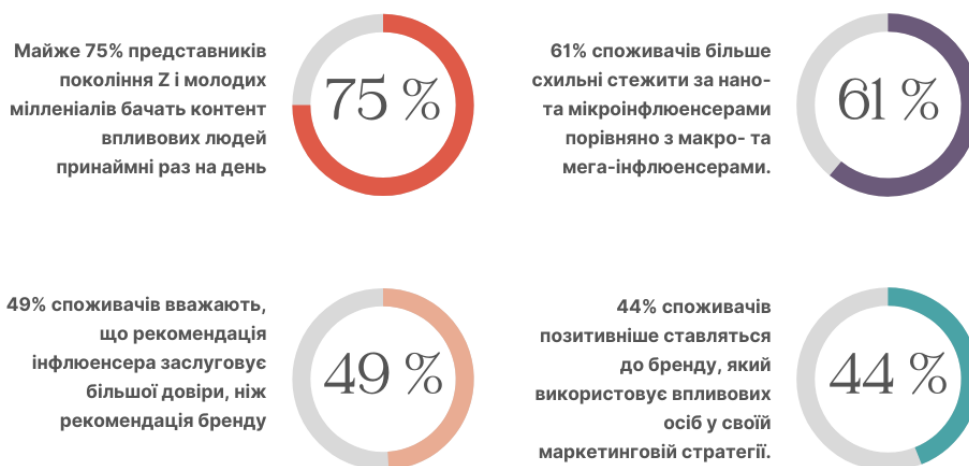 Майже 75% представників
покоління Z і молодих
мілленіалів бачать контент
впливових людей
принаймні раз на день
75 %
61% споживачів більше
схильні стежити за нано-
та мікроінфлюенсерами
порівняно з макро- та
мега-інфлюенсерами.
61 %
49% споживачів вважають,
що рекомендація
інфлюенсера заслуговує
більшої довіри, ніж
рекомендація бренду
49 %
44% споживачів
позитивніше ставляться
до бренду, який
використовує впливових
осіб у своїй
маркетинговій стратегії.
44 %